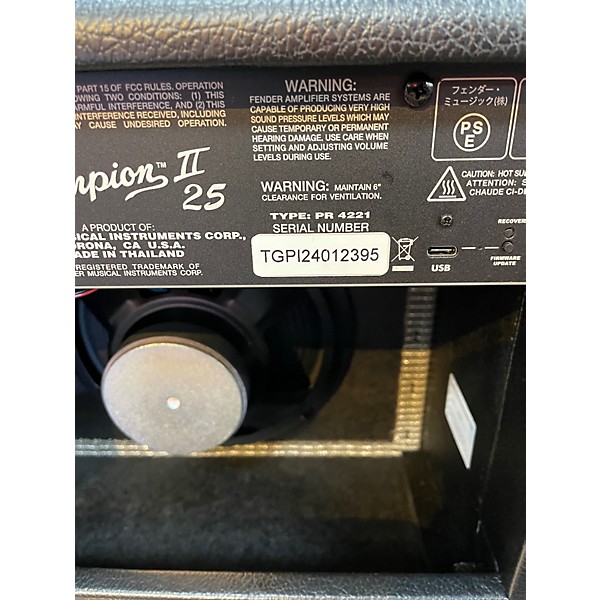 PART 15 OF FCC RULES. OPERATION
OWING TWO CONDITIONS: (1) THIS
ARMFUL INTERFERENCE, AND (2) THIS
INTERFERENCE RECEIVED, INCLUDING
AY CAUSE UNDESIRED OPERATION.
mpion™ II
25
A PRODUCT OF:
SICAL INSTRUMENTS CORP.,
ORONA, CA U.S.A.
ADE IN THAILAND
REGISTERED TRADEMARK OF
ER MUSICAL INSTRUMENTS CORP.
WARNING:
FENDER AMPLIFIER SYSTEMS ARE
CAPABLE OF PRODUCING VERY HIGH
SOUND PRESSURE LEVELS WHICH MAY
CAUSE TEMPORARY OR PERMANENT
HEARING DAMAGE. USE CARE WHEN
SETTING AND ADJUSTING VOLUME
LEVELS DURING USE.
WARNING: MAINTAIN 6"
CLEARANCE FOR VENTILATION.
TYPE: PR 4221
SERIAL NUMBER
TGPI24012395
フェンダー・
ミュージック(株)
PS
E
CAUTION: HOT SU
ATTENTION: S
CHAUDE CI-DE
USB
RECOVER
FIRMWARE
UPDATE